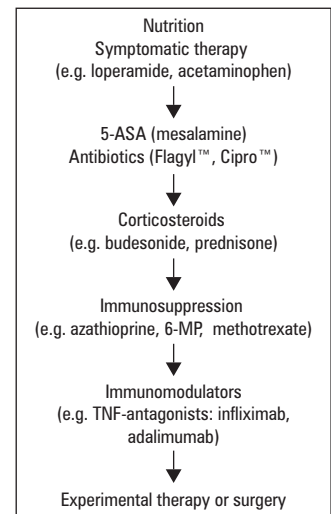 Nutrition
Symptomatic therapy
(e.g. loperamide, acetaminophen)
5-ASA (mesalamine)
Antibiotics (Flagyl™, Cipro™)
Corticosteroids
(e.g. budesonide, prednisone)
Immunosuppression
(e.g. azathioprine, 6-MP, methotrexate)
Immunomodulators
(e.g. TNF-antagonists: infliximab,
adalimumab)
Experimental therapy or surgery